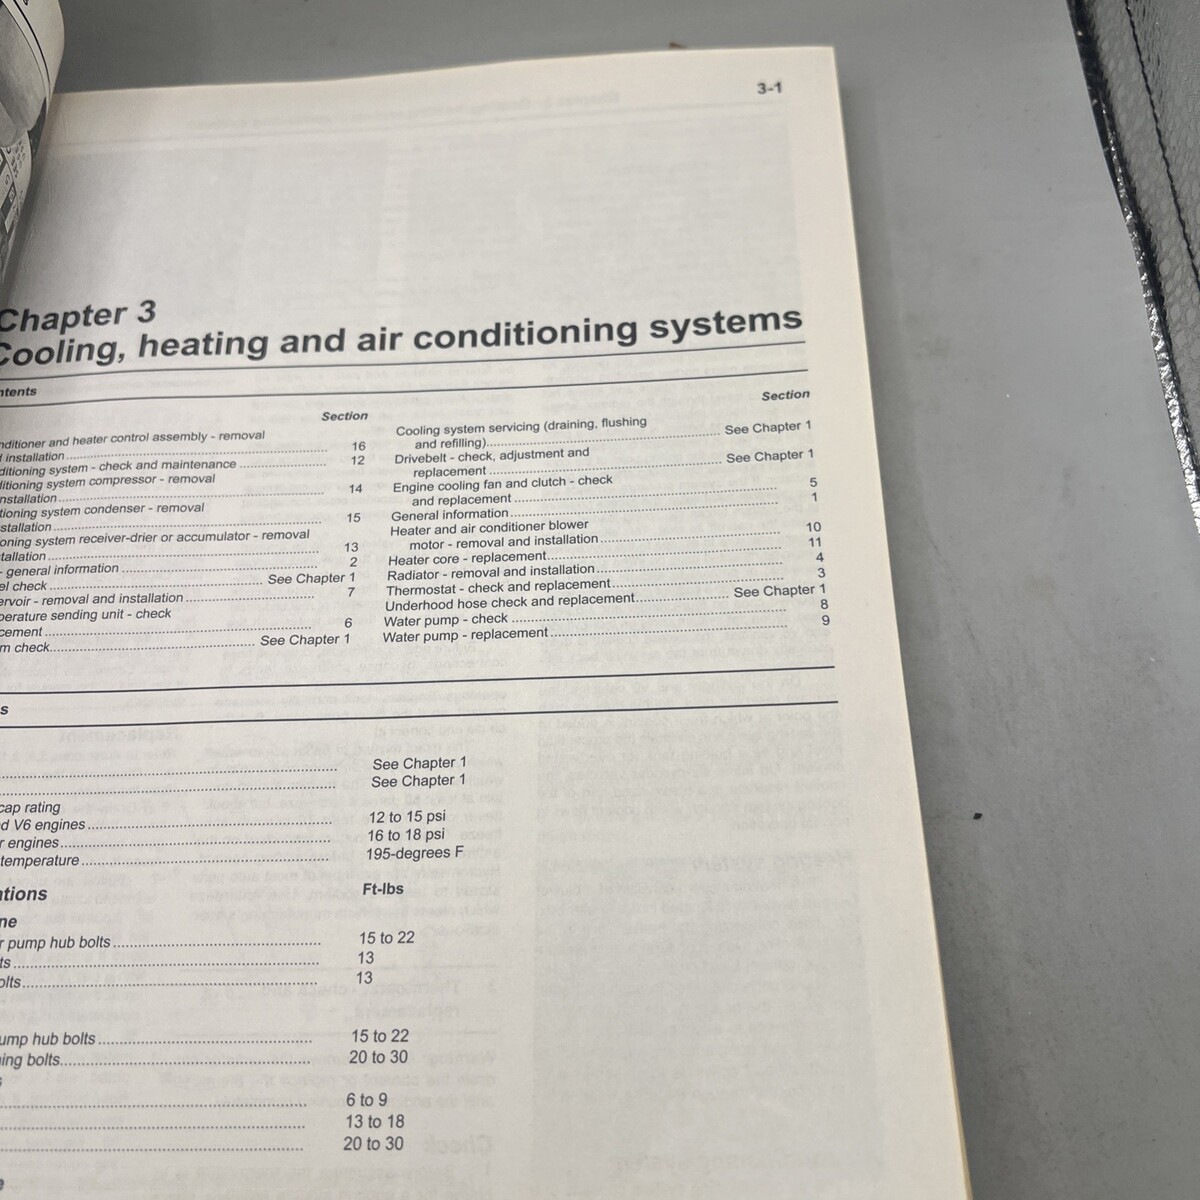 3-1
Chapter 3
Cooling, heating and air conditioning systems
Section
nditioner and heater control assembly - removal
installation 16
ditioning system - check and maintenance 12
itioning system compressor - removal
nstallation 14
tioning system condenser - removal
stallation 15
oning system receiver-drier or accumulator - removal
tallation 13
- general information 2
el check See Chapter 1
ervoir - removal and installation 7
perature sending unit - check
cement 6
m check See Chapter 1
Section
Cooling system servicing (draining, flushing
and refilling) See Chapter 1
Drivebelt - check, adjustment and
replacement See Chapter 1
Engine cooling fan and clutch - check
and replacement 5
General information 1
Heater and air conditioner blower
motor - removal and installation 10
Heater core - replacement 11
Radiator - removal and installation 4
Thermostat - check and replacement 3
Underhood hose check and replacement See Chapter 1
Water pump - check 8
Water pump - replacement 9
s
See Chapter 1
See Chapter 1
cap rating
d V6 engines 12 to 15 psi
r engines 16 to 18 psi
temperature 195-degrees F
ations Ft-lbs
ne
r pump hub bolts 15 to 22
ts 13
olts 13
ump hub bolts 15 to 22
ning bolts 20 to 30
s
6 to 9
13 to 18
20 to 30